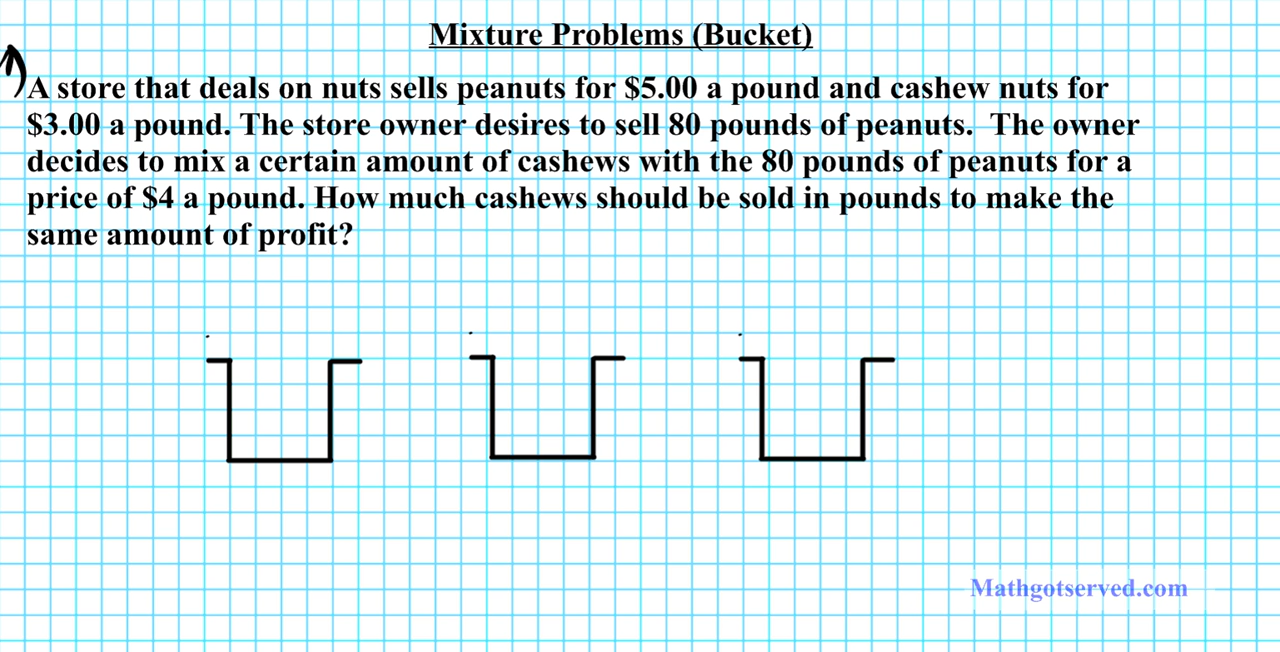 Mixture Problems (Bucket)
A store that deals on nuts sells peanuts for $5.00 a pound and cashew nuts for
$3.00 a pound. The store owner desires to sell 80 pounds of peanuts.  The owner
decides to mix a certain amount of cashews with the 80 pounds of peanuts for a
price of $4 a pound. How much cashews should be sold in pounds to make the
same amount of profit?
Mathgotserved.com